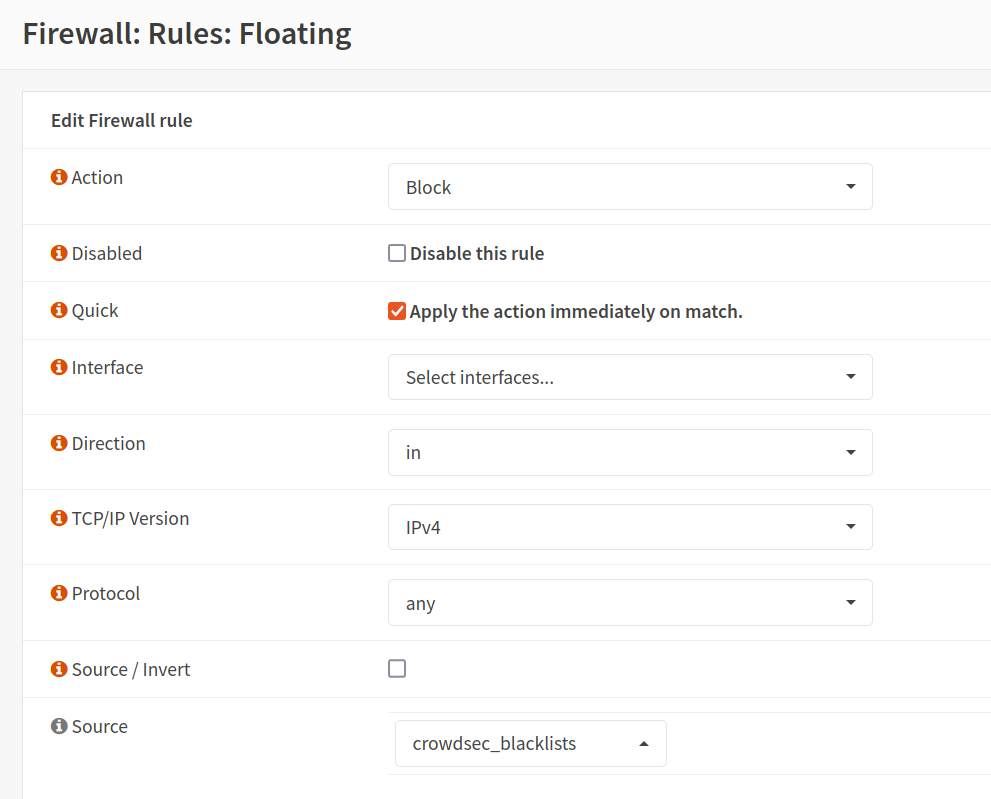 Firewall: Rules: Floating
Edit Firewall rule
Action
Block
Disabled
Disable this rule
Quick
Apply the action immediately on match.
Interface
Select interfaces...
Direction
in
TCP/IP Version
IPv4
Protocol
any
Source / Invert
Source
crowdsec_blacklists